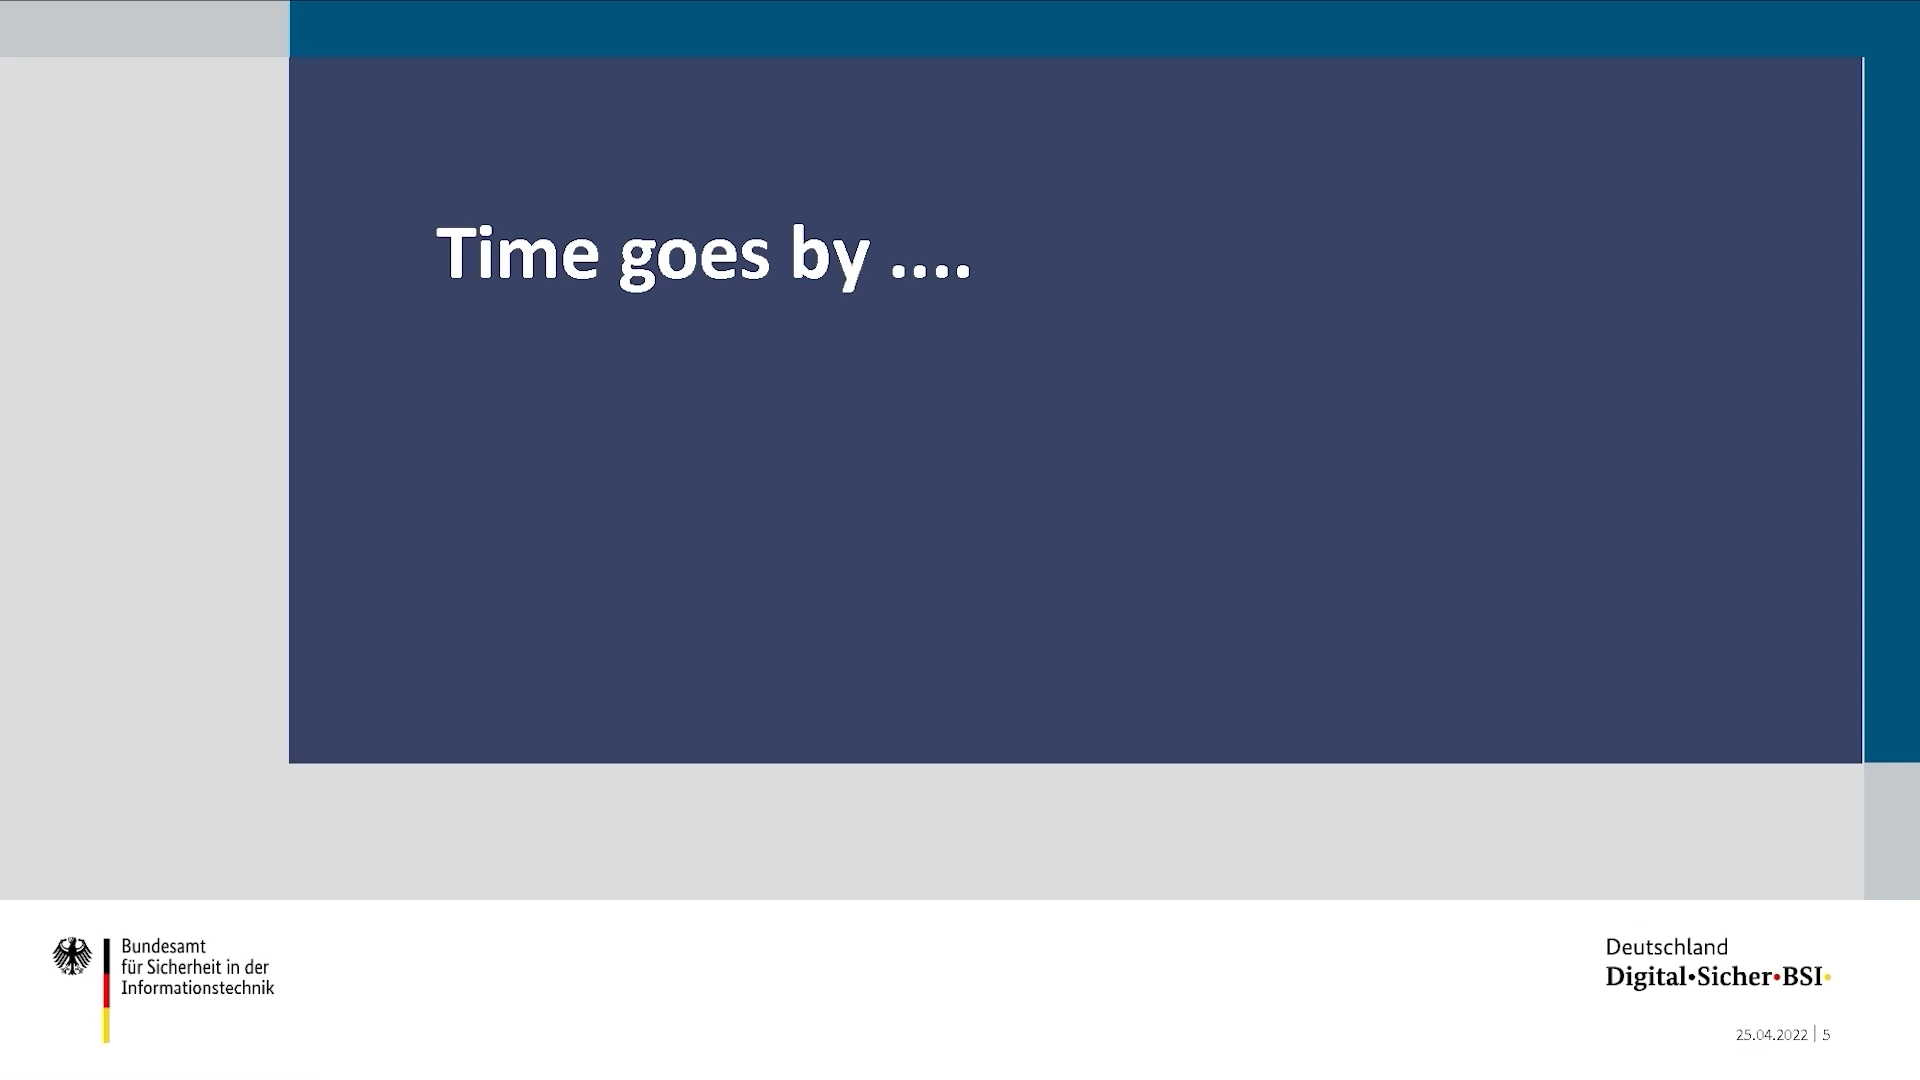 Time goes by ....
Bundesamt
für Sicherheit in der
Informationstechnik
Deutschland
Digital•Sicher•BSI•
25.04.2022 | 5